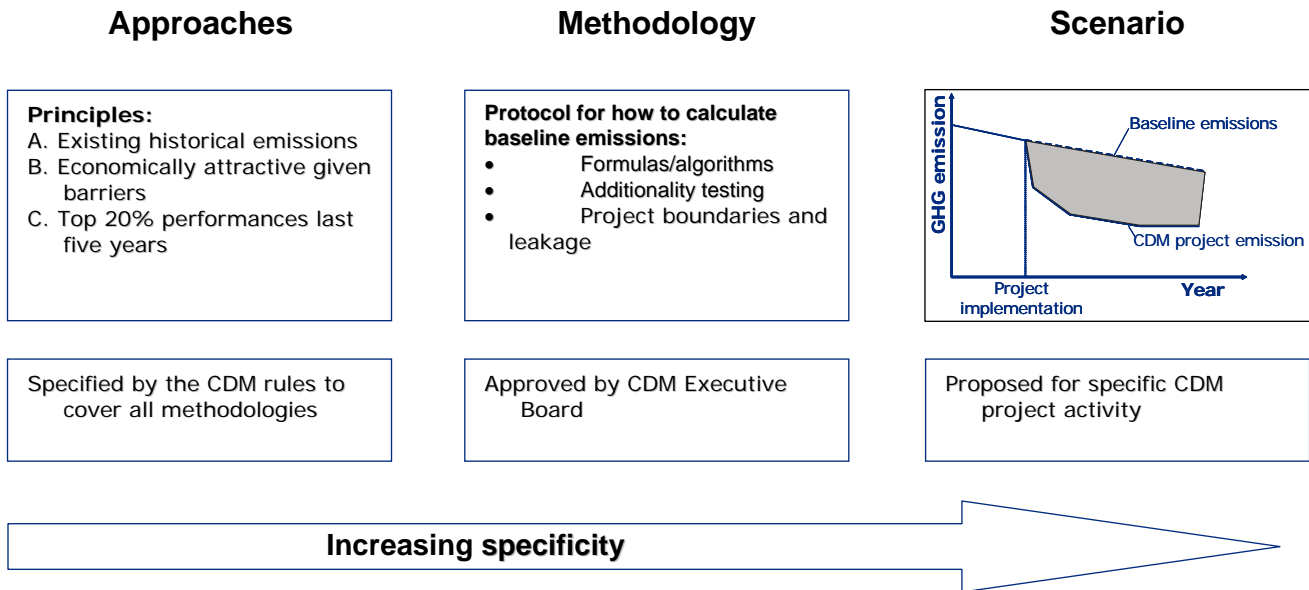 Approaches
Methodology
Scenario
Principles:
A. Existing historical emissions
B. Economically attractive given
barriers
C. Top 20% performances last
five years
Protocol for how to calculate
baseline emissions:
• Formulas/algorithms
• Additionality testing
• Project boundaries and
leakage
GHG emission
Baseline emissions
CDM project emission
Project
implementation
Year
Specified by the CDM rules to
cover all methodologies
Approved by CDM Executive
Board
Proposed for specific CDM
project activity
Increasing specificity